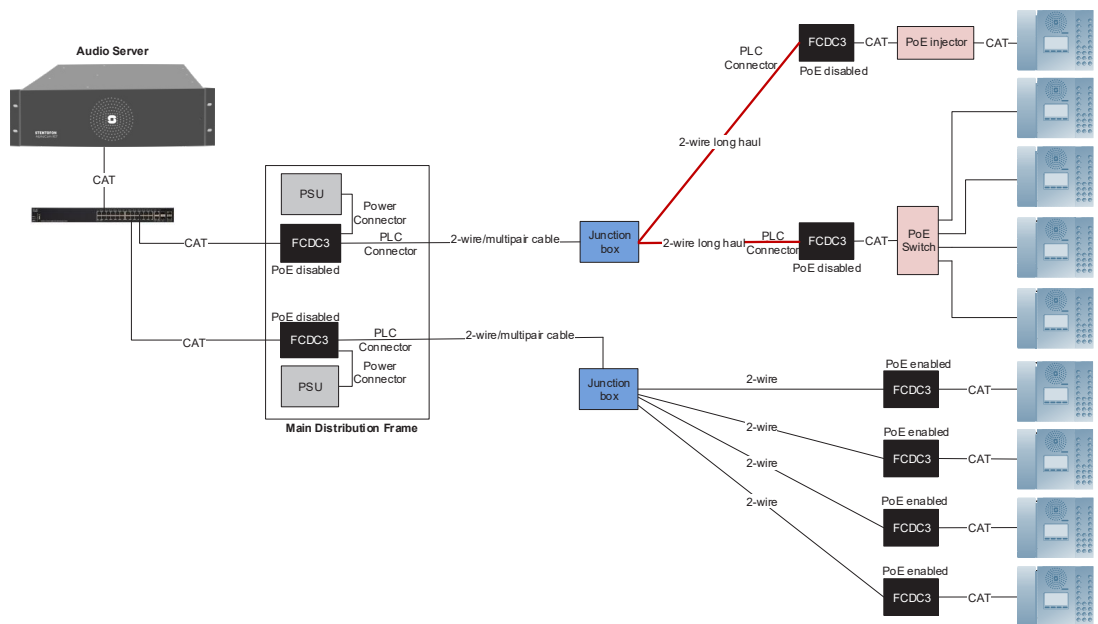 Audio Server
STENTOFON
CAT
PSU
Power
Connector
CAT
FCDC3
PLC
Connector
PoE disabled
2-wire/multipair cable
Junction
box
PoE disabled
CAT
FCDC3
PLC
Connector
PSU
Power
Connector
Main Distribution Frame
2-wire/multipair cable
Junction
box
2-wire long haul
PLC
Connector
FCDC3
PoE disabled
CAT
PoE injector
CAT
2-wire long haul
PLC
Connector
FCDC3
PoE disabled
CAT
PoE
Switch
2-wire
PoE enabled
FCDC3
CAT
2-wire
PoE enabled
FCDC3
CAT
2-wire
PoE enabled
FCDC3
CAT
2-wire
PoE enabled
FCDC3
CAT